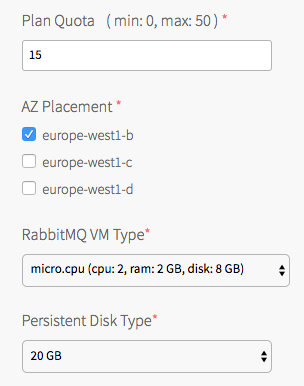 Plan Quota ( min: 0, max: 50 ) *
15
AZ Placement *
europe-west1-b
europe-west1-c
europe-west1-d
RabbitMQ VM Type*
micro.cpu (cpu: 2, ram: 2 GB, disk: 8 GB)
Persistent Disk Type*
20 GB